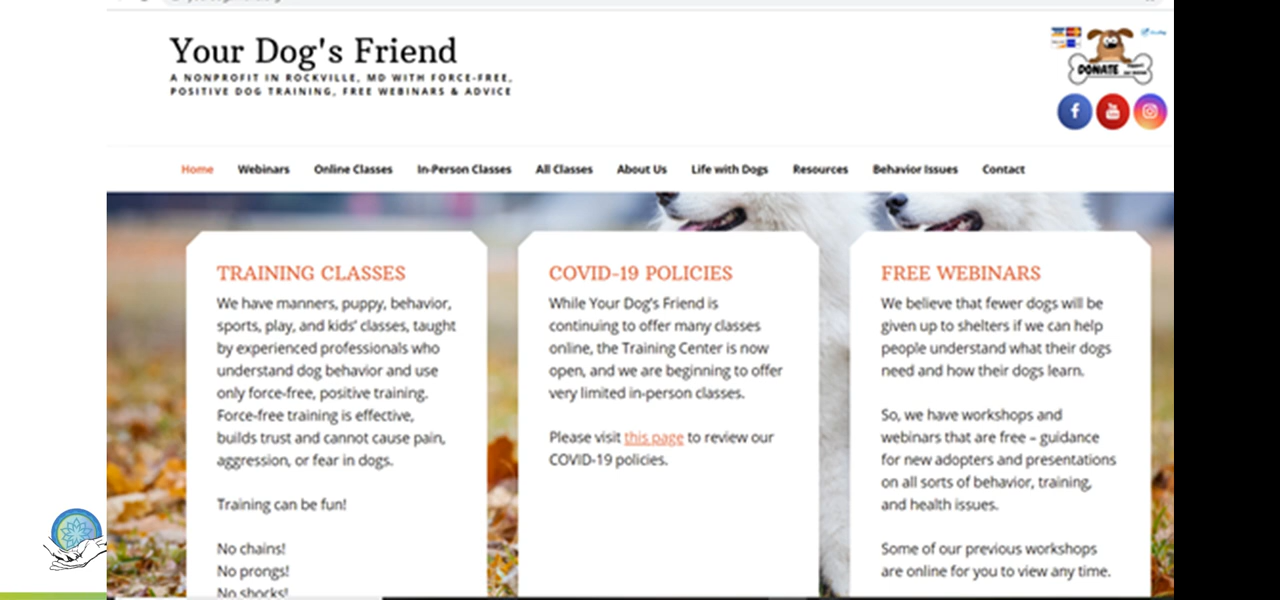 Your Dog's Friend
A NONPROFIT IN ROCKVILLE, MD WITH FORCE-FREE,
POSITIVE DOG TRAINING, FREE WEBINARS & ADVICE
DONATE
Home Webinars Online Classes In-Person Classes All Classes About Us Life with Dogs Resources Behavior Issues Contact
TRAINING CLASSES
We have manners, puppy, behavior,
sports, play, and kids' classes, taught
by experienced professionals who
understand dog behavior and use
only force-free, positive training.
Force-free training is effective,
builds trust and cannot cause pain,
aggression, or fear in dogs.
Training can be fun!
No chains!
No prongs!
No shocks!
COVID-19 POLICIES
While Your Dog's Friend is
continuing to offer many classes
online, the Training Center is now
open, and we are beginning to offer
very limited in-person classes.
Please visit this page to review our
COVID-19 policies.
FREE WEBINARS
We believe that fewer dogs will be
given up to shelters if we can help
people understand what their dogs
need and how their dogs learn.
So, we have workshops and
webinars that are free – guidance
for new adopters and presentations
on all sorts of behavior, training,
and health issues.
Some of our previous workshops
are online for you to view any time.